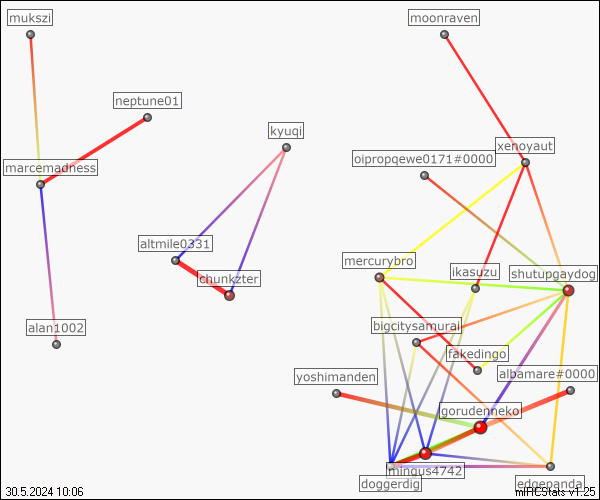 mukszi
moonraven
neptune01
kyuqi
xenoyaut
oipropqewe0171#0000
marcemadness
altmile0331
mercurybro
ikasuzu
shutupgaydog
chunkzter
alan1002
bigcitysamurai
fakedingo
yoshimanden
albamare#0000
gorudenneko
mingus4742
doggerdig
edgepanda
30.5.2024 10:06
mIRCStats v1.25